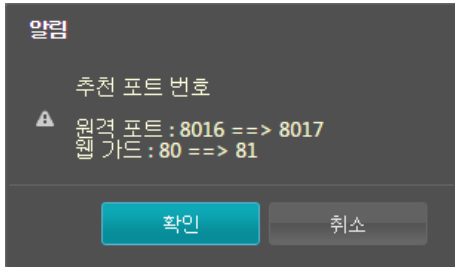 알림
추천 포트 번호
원격 포트 : 8016 ==> 8017
웹 가드 : 80 ==> 81
확인
취소